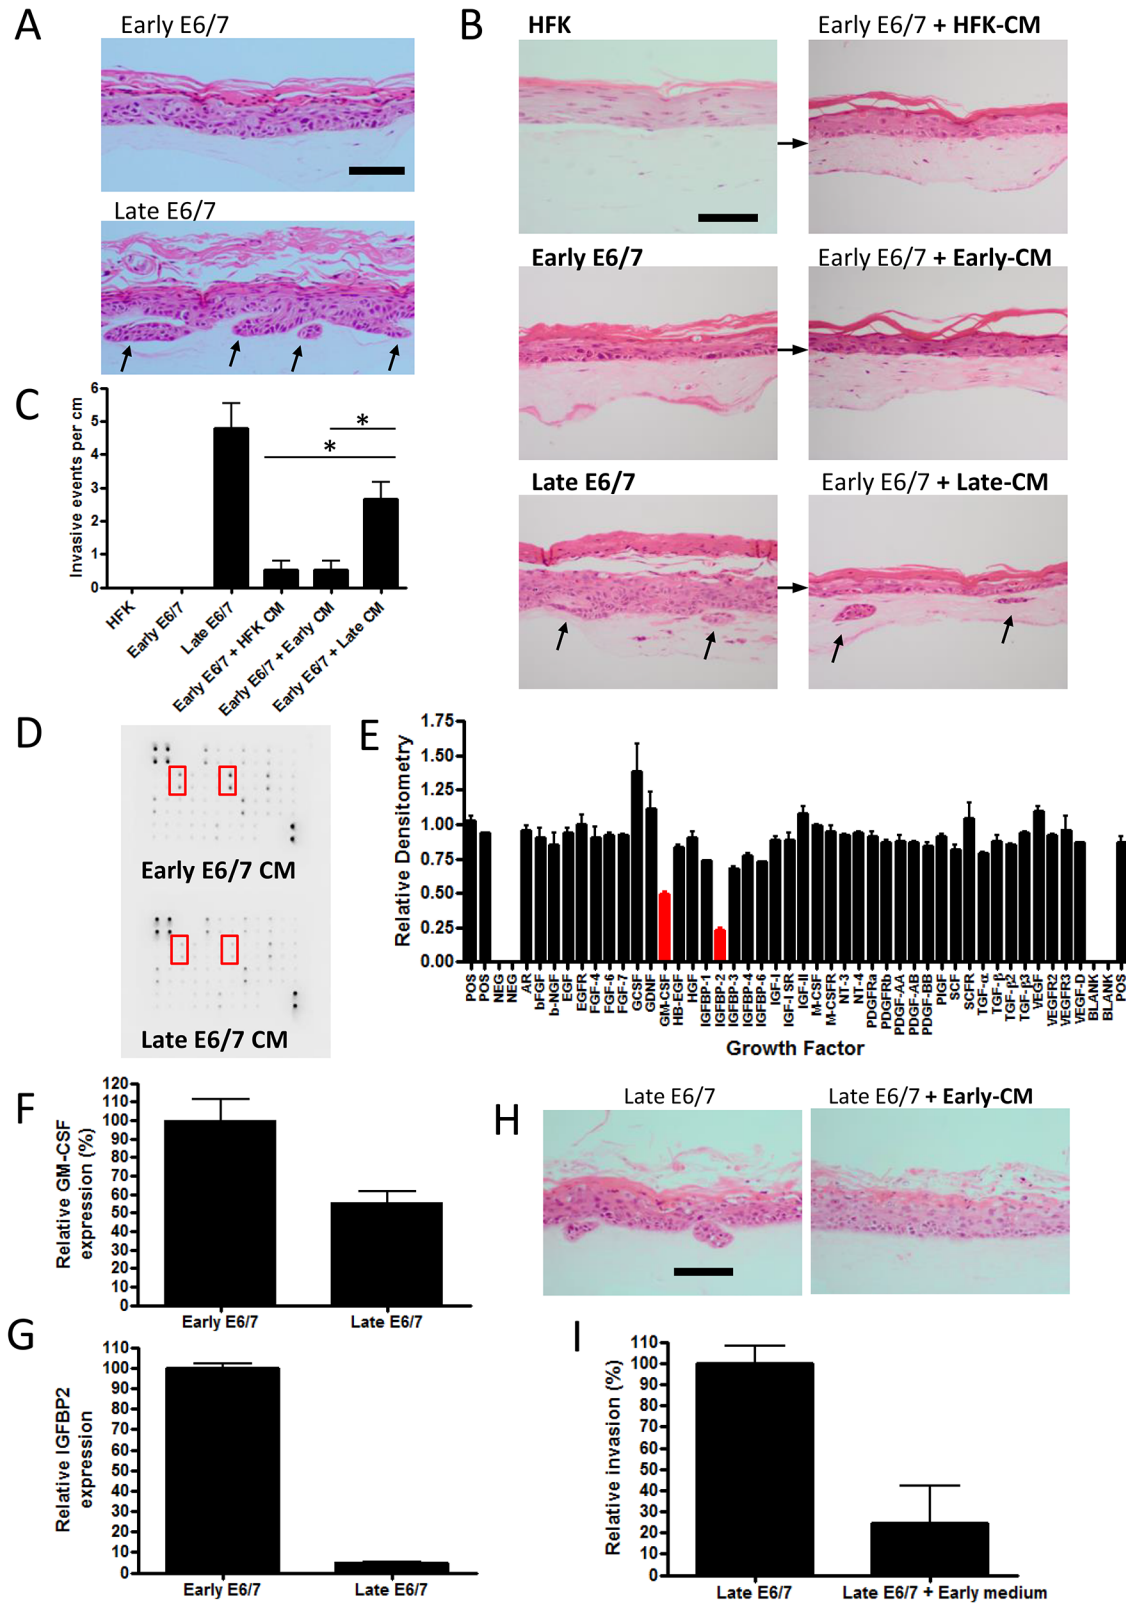 A
Early E6/7
Late E6/7
B
HFK
Early E6/7 + HFK-CM
Early E6/7
Early E6/7 + Early-CM
Late E6/7
Early E6/7 + Late-CM
C
Invasive events per cm
6
5
4
3
2
1
0
*
*
HFK
Early E6/7
Late E6/7
Early E6/7 + HFK CM
Early E6/7 + Early CM
Early E6/7 + Late CM
D
Early E6/7 CM
Late E6/7 CM
E
Relative Densitometry
1.75
1.50
1.25
1.00
0.75
0.50
0.25
0.00
POS
POS
NEG
NEG
AR
bFGF
b-NGF
EGF
EGFR
FGF-4
FGF-6
FGF-7
GCSF
GDNF
GM-CSF
HB-EGF
HGF
IGFBP-1
IGFBP-2
IGFBP-3
IGFBP-4
IGFBP-6
IGF-I
IGF-I SR
IGF-II
M-CSF
M-CSFR
NT-3
NT-4
PDGFRa
PDGFRb
PDGF-AA
PDGF-AB
PDGF-BB
PlGF
SCF
SCFR
TGF-α
TGF-β
TGF-β2
TGF-β3
VEGF
VEGFR2
VEGFR3
VEGF-D
BLANK
BLANK
POS
Growth Factor
F
Relative GM-CSF
expression (%)
120
110
100
90
80
70
60
50
40
30
20
10
0
Early E6/7
Late E6/7
G
Relative IGFBP2
expression
110
100
90
80
70
60
50
40
30
20
10
0
Early E6/7
Late E6/7
H
Late E6/7
Late E6/7 + Early-CM
I
Relative invasion (%)
110
100
90
80
70
60
50
40
30
20
10
0
Late E6/7
Late E6/7 + Early medium